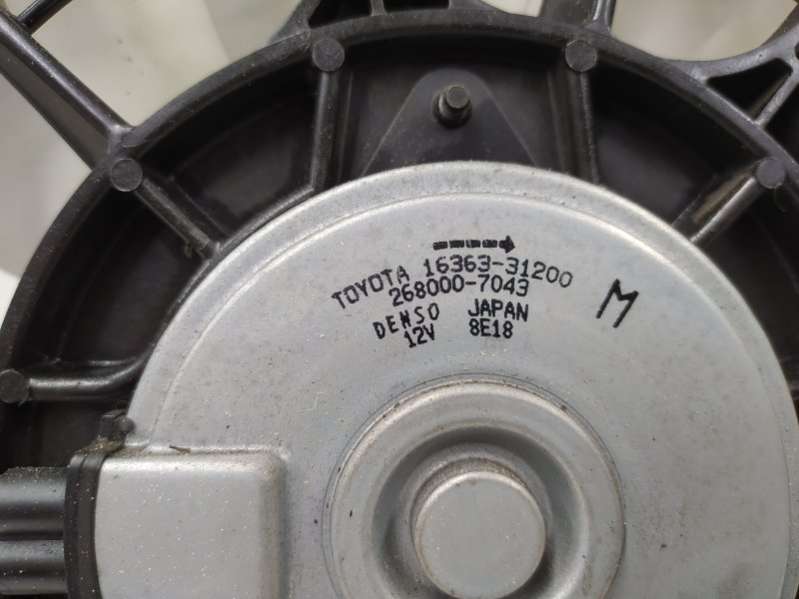 TOYOTA 16363-31200
268000-7043
DENSO JAPAN
12V 8E18
M